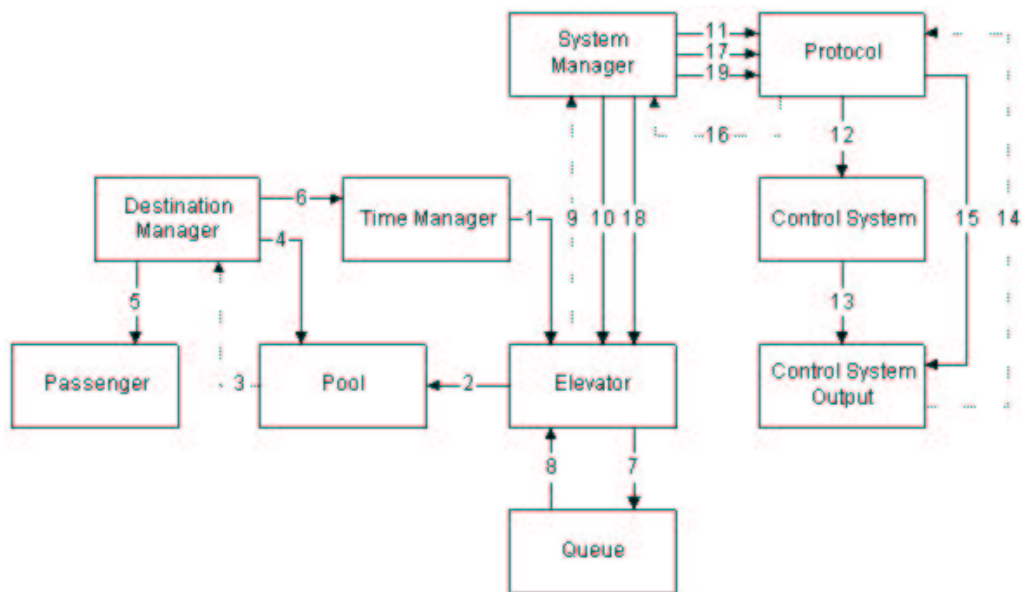 System
Manager
11
17
19
Protocol
16
12
Destination
Manager
6
4
Time Manager
1
9
10
18
Control System
15
14
5
13
Passenger
3
Pool
2
Elevator
Control System
Output
8
7
Queue